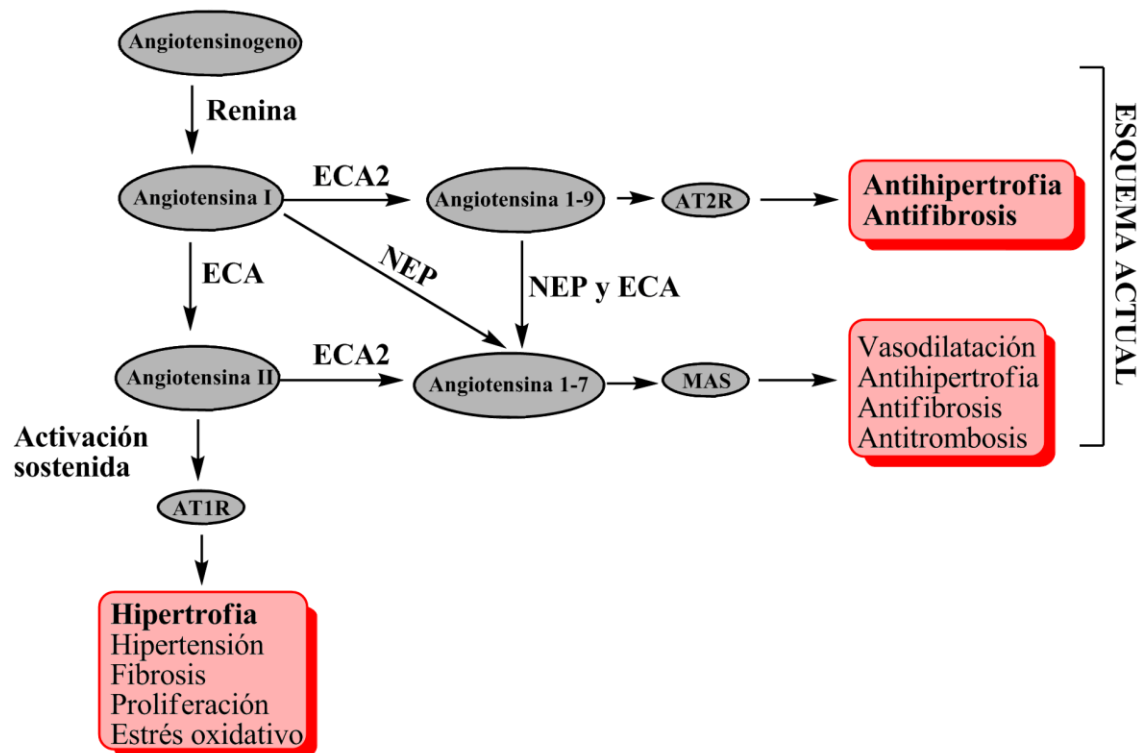 Angiotensinogeno
Renina
ECA2
Angiotensina I
Angiotensina 1-9
AT2R
Antihipertrofia
Antifibrosis
ECA
NEP
NEP y ECA
ECA2
Angiotensina II
Angiotensina 1-7
MAS
Vasodilatación
Antihipertrofia
Antifibrosis
Antitrombosis
ESQUEMA ACTUAL
Activación
sostenida
AT1R
Hipertrofia
Hipertensión
Fibrosis
Proliferación
Estrés oxidativo